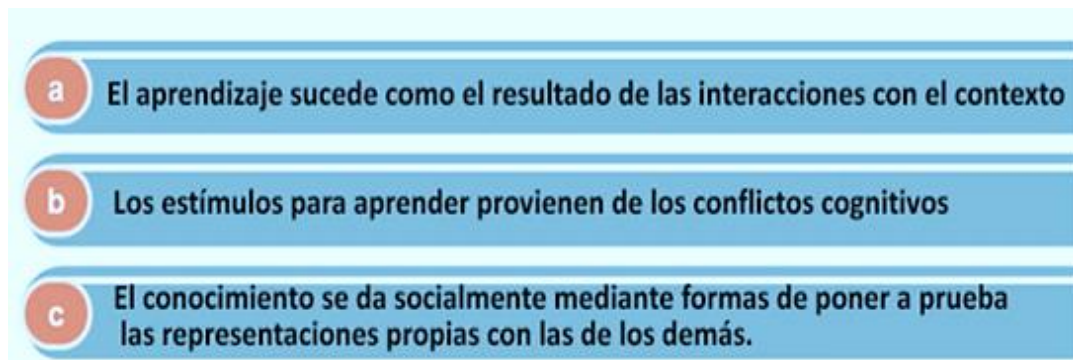 a El aprendizaje sucede como el resultado de las interacciones con el contexto
b Los estímulos para aprender provienen de los conflictos cognitivos
c El conocimiento se da socialmente mediante formas de poner a prueba
las representaciones propias con las de los demás.